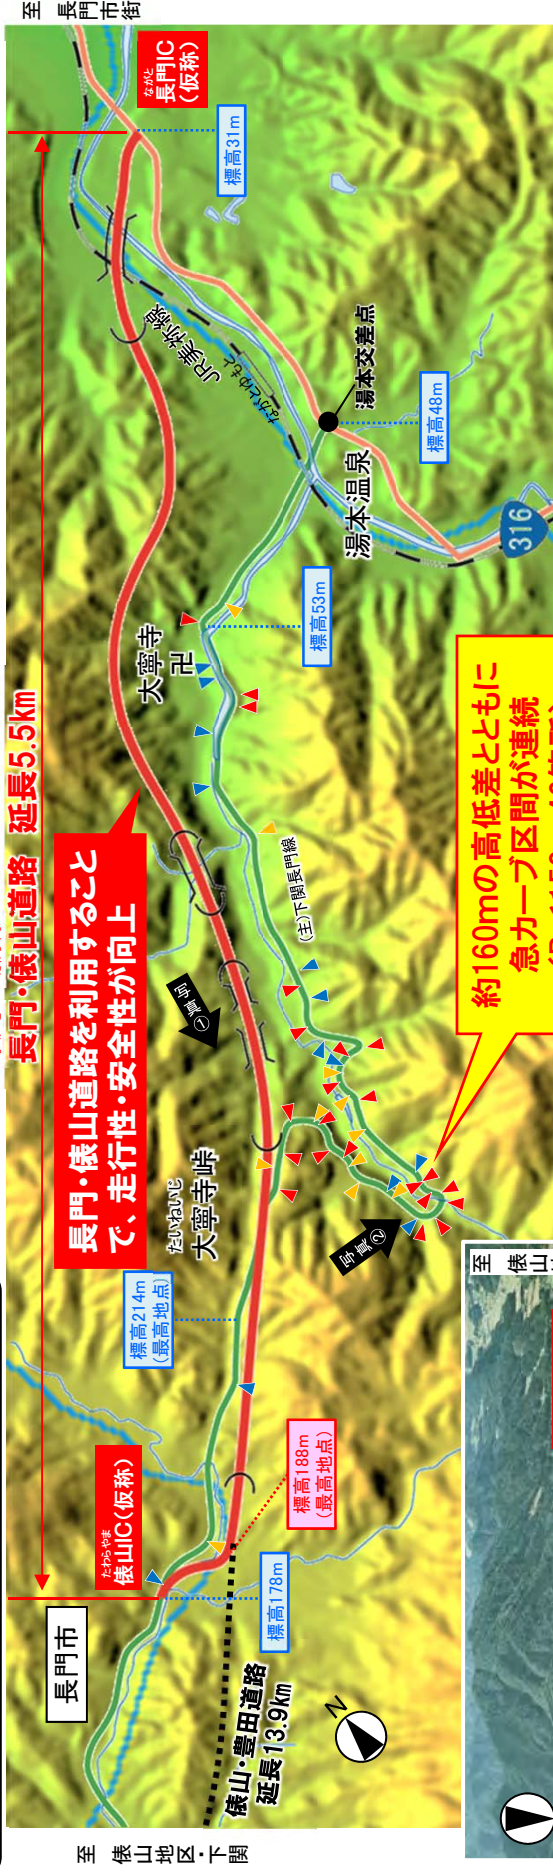 至 長門市街
長門・俵山道路 延長5.5km
ながと
長門IC
(仮称)
標高31m
JR美祢線
ながとゆもと
湯本交差点
標高48m
湯本温泉
316
標高53m
大寧寺
卍
長門・俵山道路を利用すること
で、走行性・安全性が向上
(主)下関長門線
約160mの高低差とともに
急カーブ区間が連続
写真①
たいねいじ
大寧寺峠
写真②
標高214m
(最高地点)
標高188m
(最高地点)
たわらやま
俵山IC(仮称)
標高178m
長門市
俵山・豊田道路
延長13.9km
N
至 俵山地区・下関
至 俵山